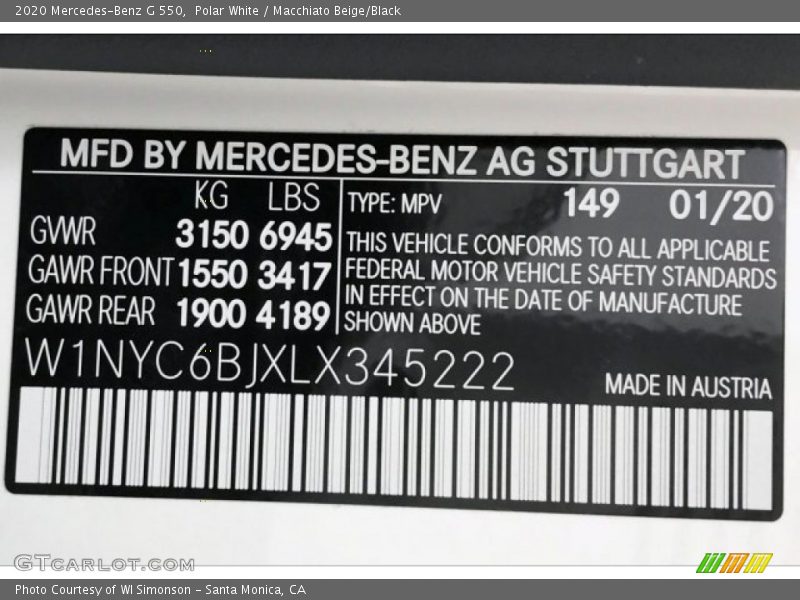 2020 Mercedes-Benz G 550,  Polar White / Macchiato Beige/Black
MFD BY MERCEDES-BENZ AG STUTTGART
KG LBS
GVWR 3150 6945
GAWR FRONT 1550 3417
GAWR REAR 1900 4189
TYPE: MPV 149 01/20
THIS VEHICLE CONFORMS TO ALL APPLICABLE
FEDERAL MOTOR VEHICLE SAFETY STANDARDS
IN EFFECT ON THE DATE OF MANUFACTURE
SHOWN ABOVE
W1NYC6BJXLX345222
MADE IN AUSTRIA
GTCARLOT.COM
Photo Courtesy of WI Simonson - Santa Monica, CA